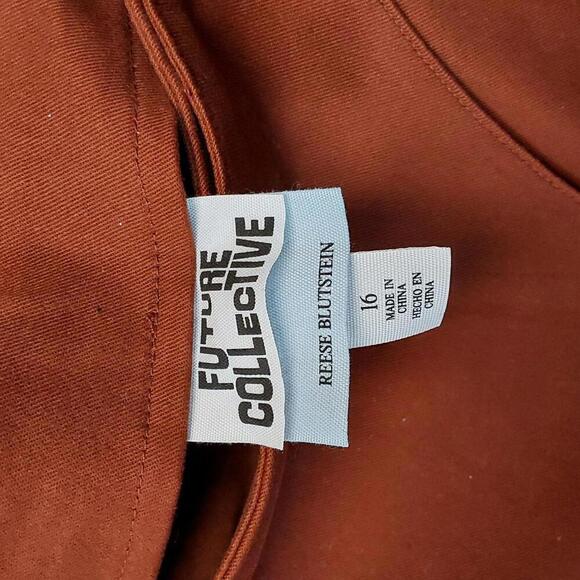 FUTURE
COLLECTIVE
REESE BLUTSTEIN
16
MADE IN
CHINA
HECHO EN
CHINA